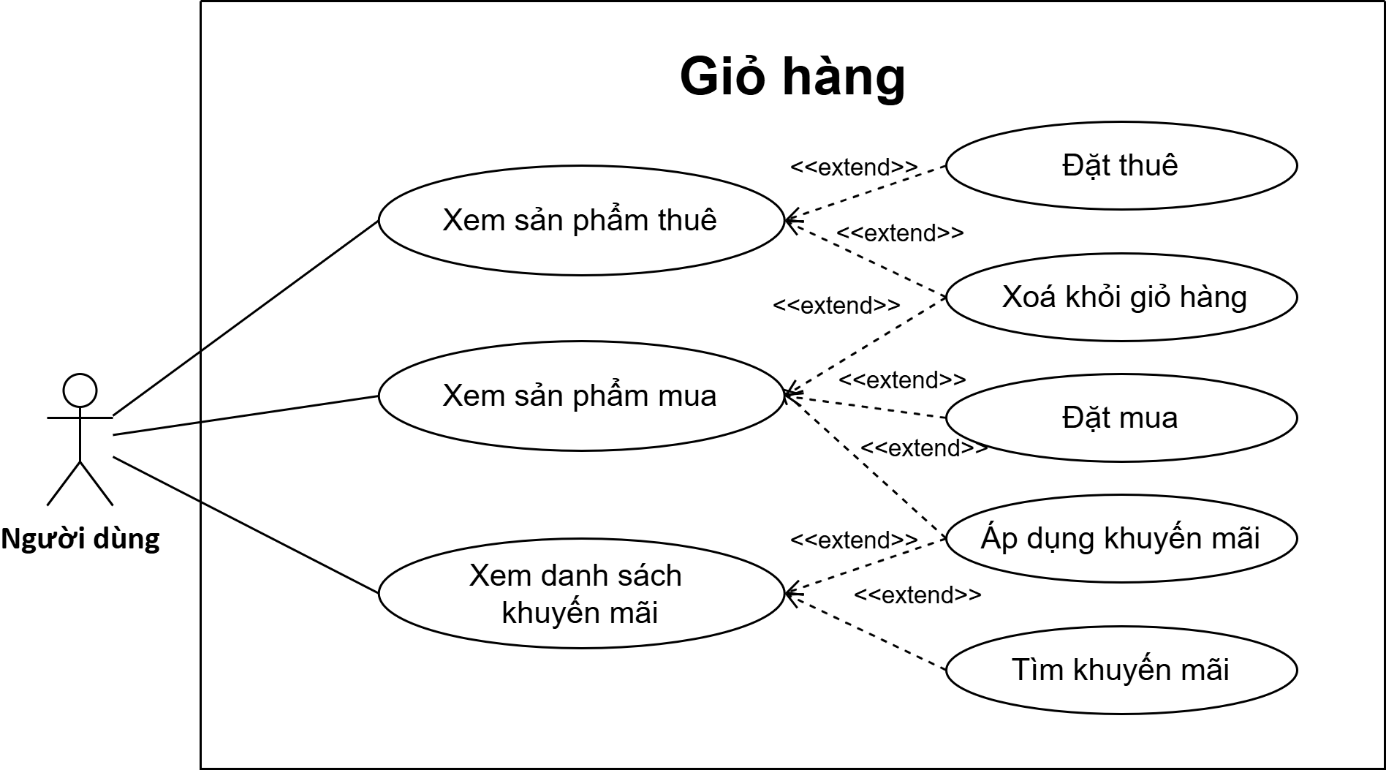 Giỏ hàng
<<extend>>
Đặt thuê
Xem sản phẩm thuê
<<extend>>
Xoá khỏi giỏ hàng
<<extend>>
Xem sản phẩm mua
<<extend>>
Đặt mua
<<extend>>
Người dùng
<<extend>>
Áp dụng khuyến mãi
Xem danh sách
khuyến mãi
<<extend>>
Tìm khuyến mãi